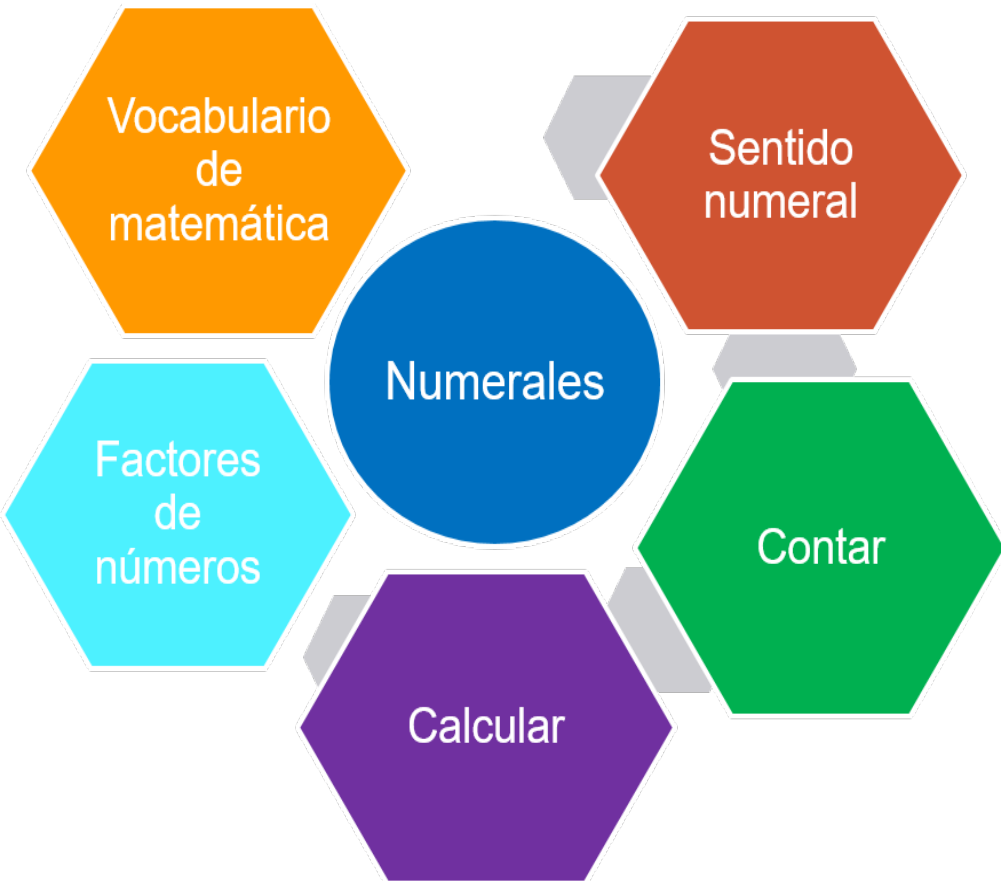 Vocabulario
de
matemática
Sentido
numeral
Numerales
Factores
de
números
Contar
Calcular